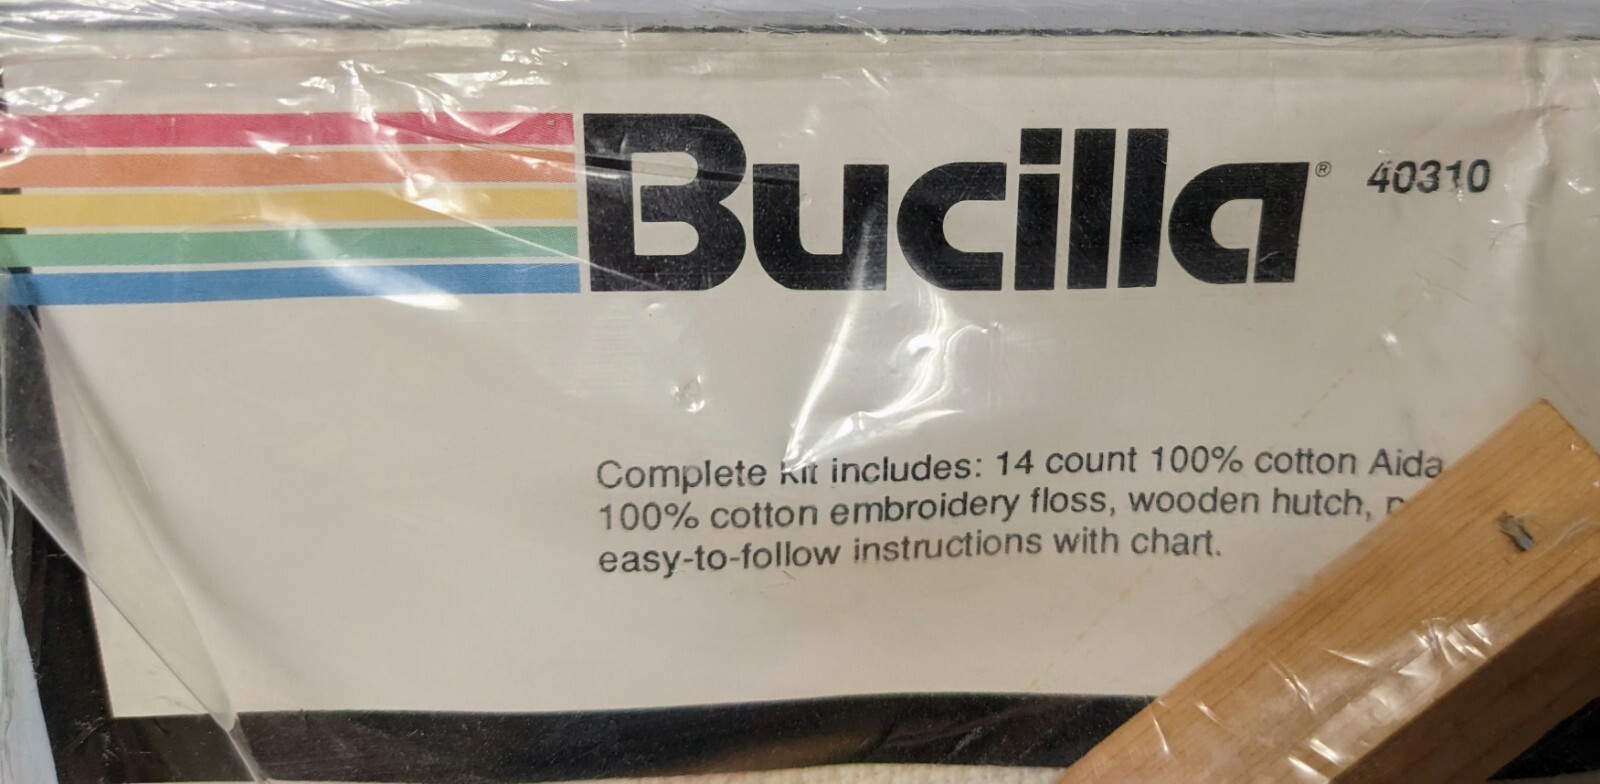 Bucilla® 40310
Complete kit includes: 14 count 100% cotton Aida
100% cotton embroidery floss, wooden hutch,
easy-to-follow instructions with chart.